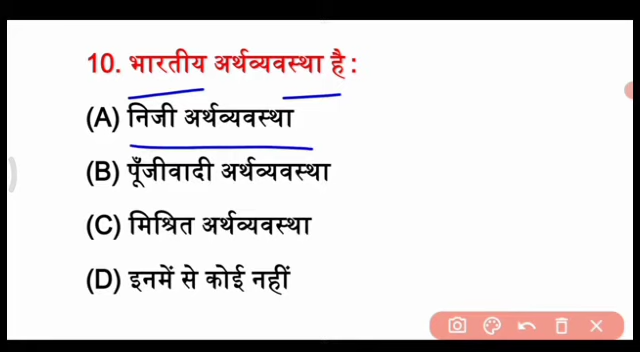 10. भारतीय अर्थव्यवस्था है :
(A) निजी अर्थव्यवस्था
(B) पूँजीवादी अर्थव्यवस्था
(C) मिश्रित अर्थव्यवस्था
(D) इनमें से कोई नहीं